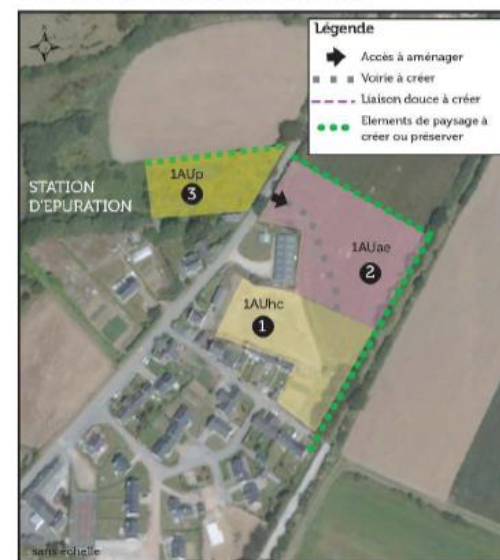 Légende
Accès à aménager
Voirie à créer
Liaison douce à créer
Elements de paysage à
créer ou préserver
1AUp
3
STATION
D'EPURATION
1AUae
2
1AUhc
1
sans échelle